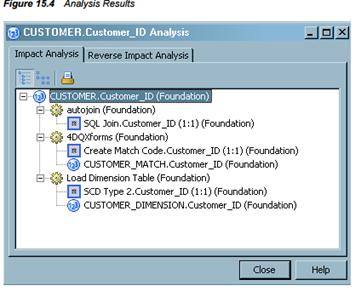 Figure 15.4 Analysis Results
CUSTOMER.Customer_ID Analysis
Impact Analysis Reverse Impact Analysis
CUSTOMER.Customer_ID (Foundation)
autojoin (Foundation)
SQL Join.Customer_ID (1:1) (Foundation)
4DQXforms (Foundation)
Create Match Code.Customer_ID (1:1) (Foundation)
CUSTOMER_MATCH.Customer_ID (Foundation)
Load Dimension Table (Foundation)
SCD Type 2.Customer_ID (1:1) (Foundation)
CUSTOMER_DIMENSION.Customer_ID (Foundation)
Close Help